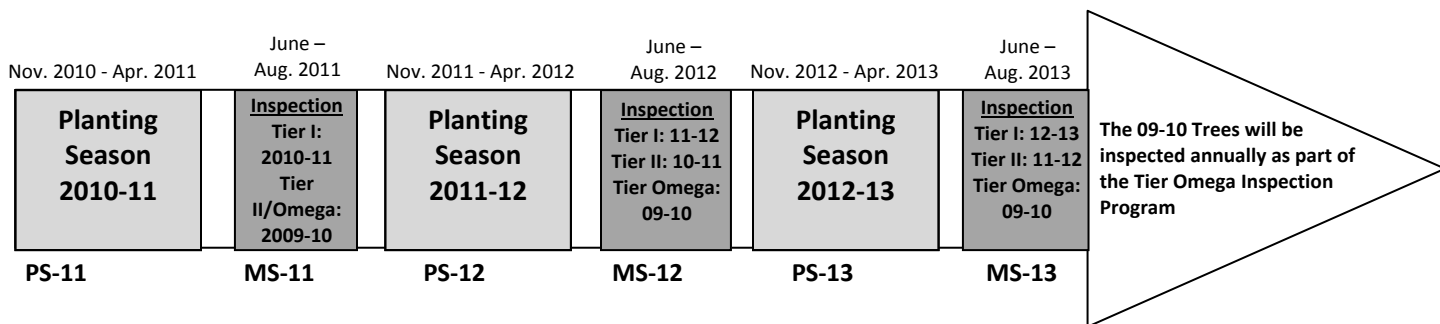 Nov. 2010 - Apr. 2011
June –
Aug. 2011
Nov. 2011 - Apr. 2012
June –
Aug. 2012
Nov. 2012 - Apr. 2013
June –
Aug. 2013
Planting
Season
2010-11
Inspection
Tier I:
2010-11
Tier
II/Omega:
2009-10
Planting
Season
2011-12
Inspection
Tier I: 11-12
Tier II: 10-11
Tier Omega:
09-10
Planting
Season
2012-13
Inspection
Tier I: 12-13
Tier II: 11-12
Tier Omega:
09-10
The 09-10 Trees will be
inspected annually as part of
the Tier Omega Inspection
Program
PS-11
MS-11
PS-12
MS-12
PS-13
MS-13